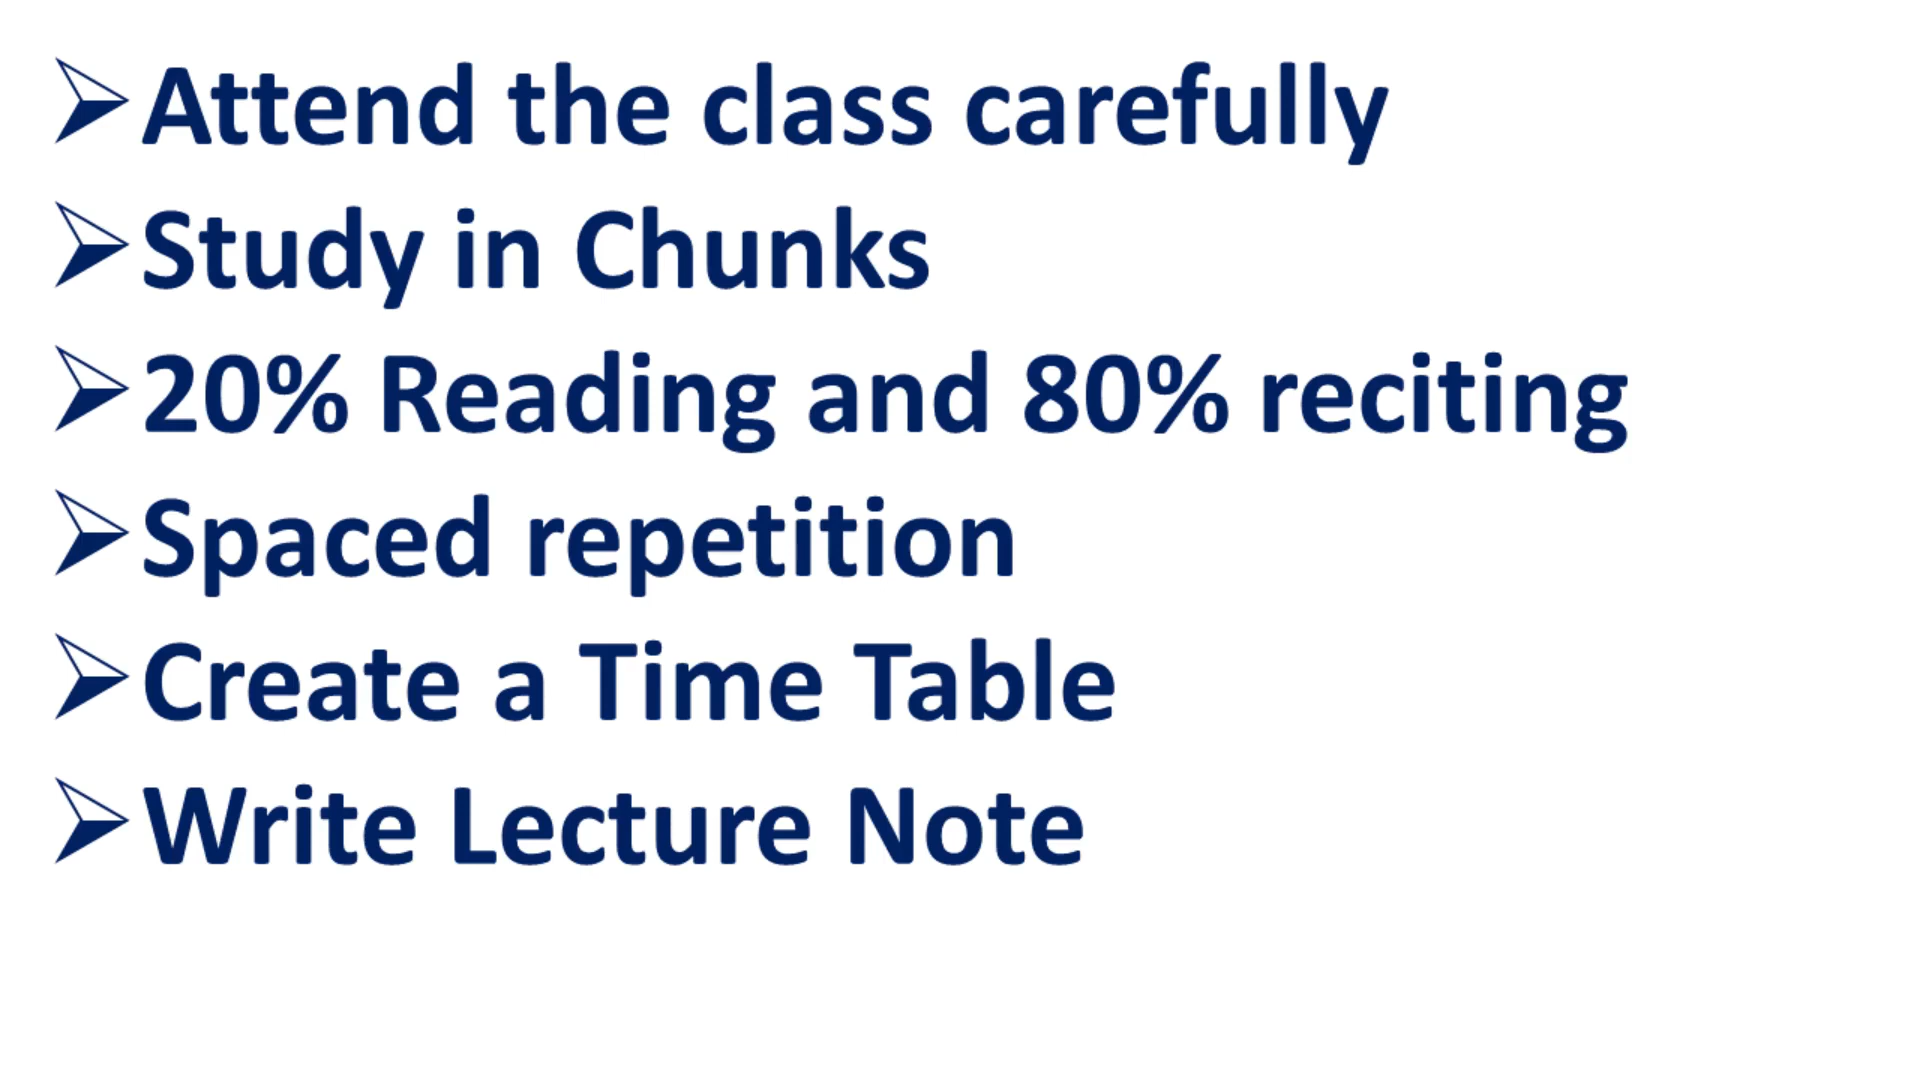 ➢Attend the class carefully
➢Study in Chunks
➢20% Reading and 80% reciting
➢Spaced repetition
➢Create a Time Table
➢Write Lecture Note